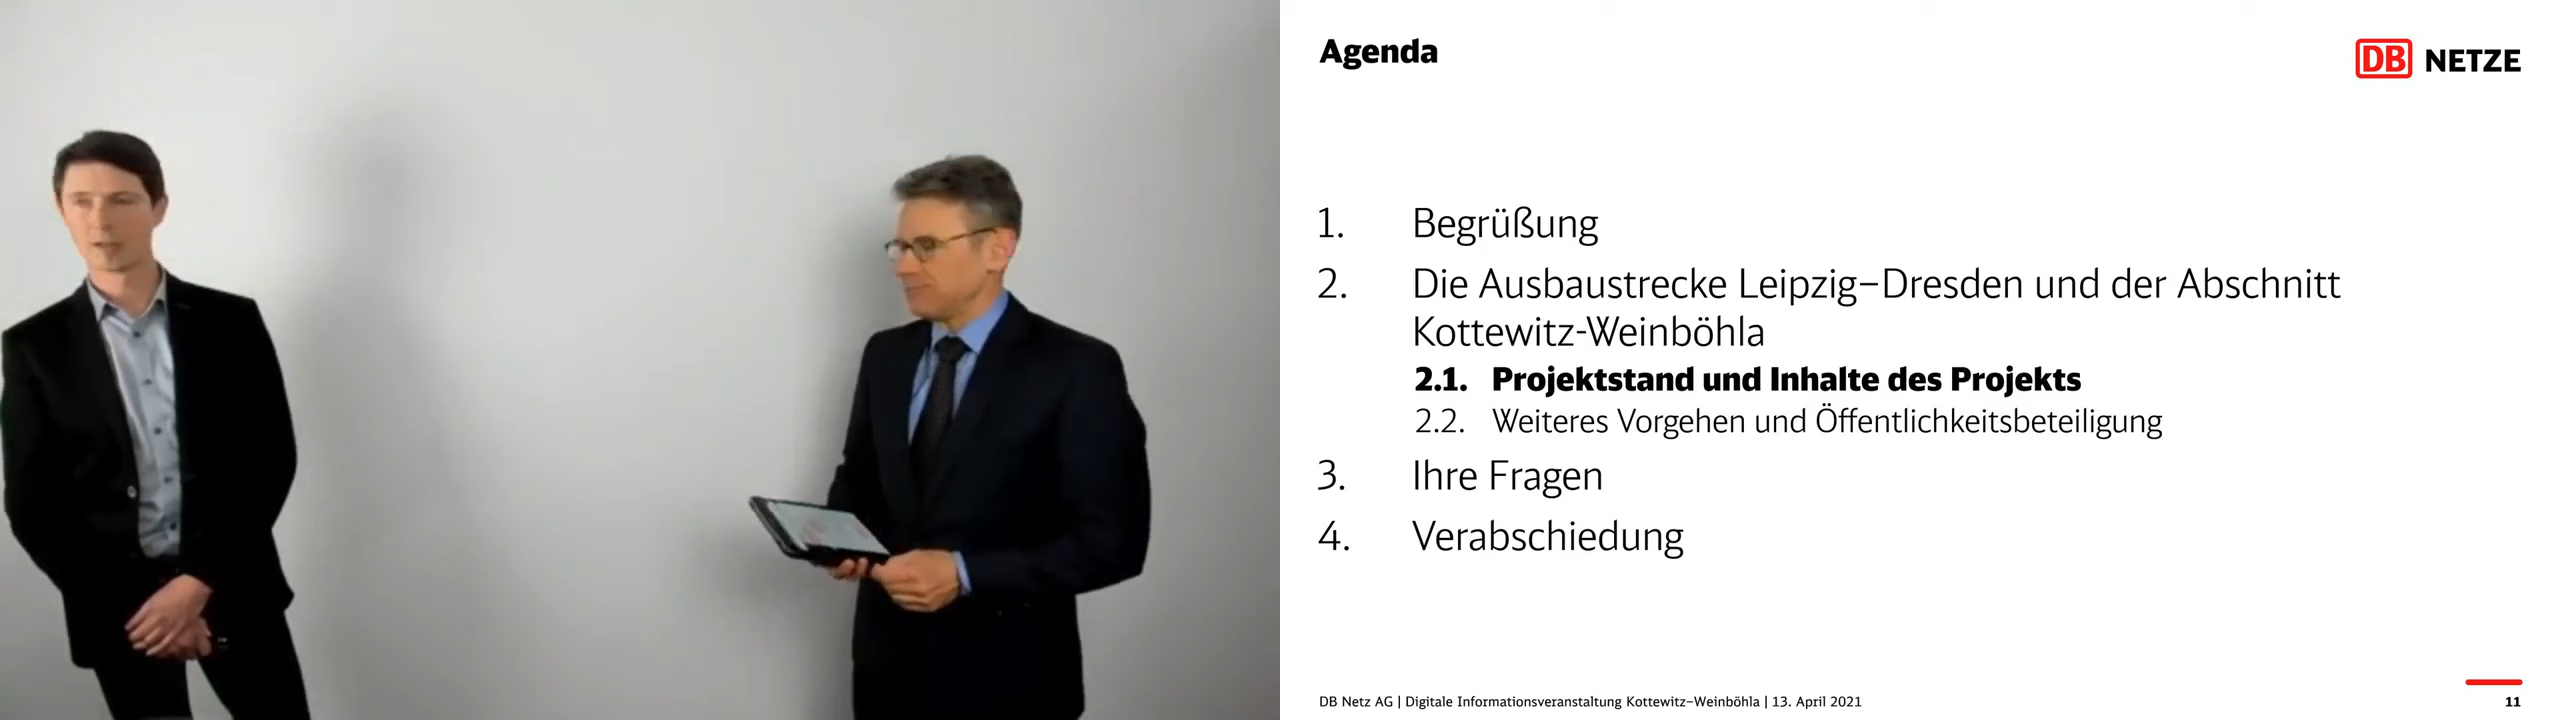 Agenda
DB NETZE
1. Begrüßung
2. Die Ausbaustrecke Leipzig–Dresden und der Abschnitt
Kottewitz-Weinböhla
2.1. Projektstand und Inhalte des Projekts
2.2. Weiteres Vorgehen und Öffentlichkeitsbeteiligung
3. Ihre Fragen
4. Verabschiedung
DB Netz AG | Digitale Informationsveranstaltung Kottewitz–Weinböhla | 13. April 2021
11